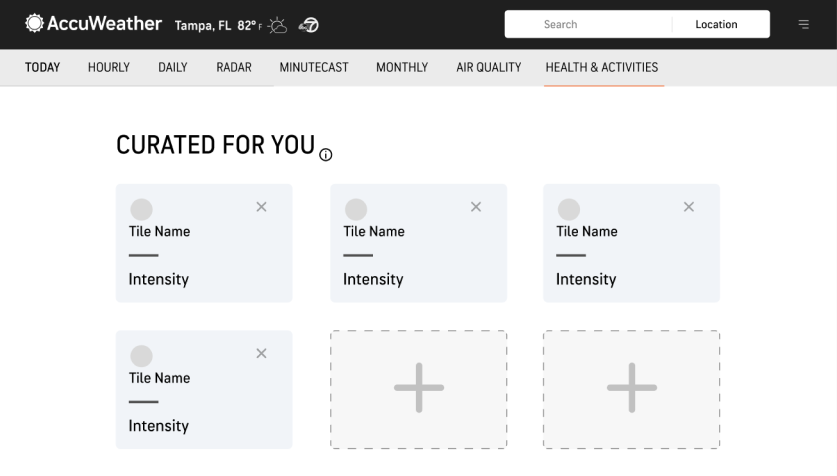 AccuWeather Tampa, FL 82° F Search Location
TODAY HOURLY DAILY RADAR MINUTECAST MONTHLY AIR QUALITY HEALTH & ACTIVITIES
CURATED FOR YOU
Tile Name
Intensity
Tile Name
Intensity
Tile Name
Intensity
Tile Name
Intensity